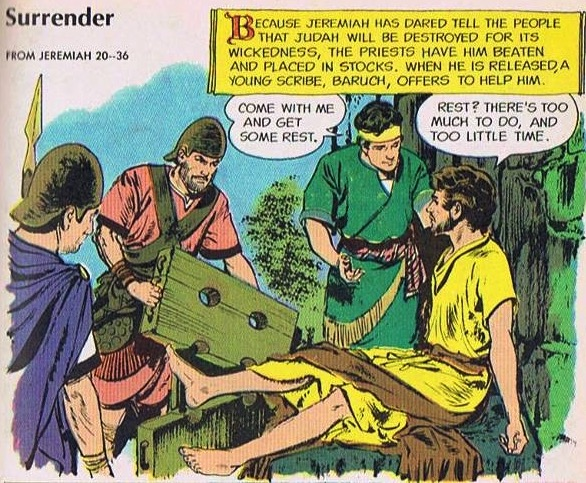 Surrender
FROM JEREMIAH 20--36
BECAUSE JEREMIAH HAS DARED TELL THE PEOPLE
THAT JUDAH WILL BE DESTROYED FOR ITS
WICKEDNESS, THE PRIESTS HAVE HIM BEATEN
AND PLACED IN STOCKS. WHEN HE IS RELEASED, A
YOUNG SCRIBE, BARUCH, OFFERS TO HELP HIM.
COME WITH ME
AND GET
SOME REST.
REST? THERE'S TOO
MUCH TO DO, AND
TOO LITTLE TIME.